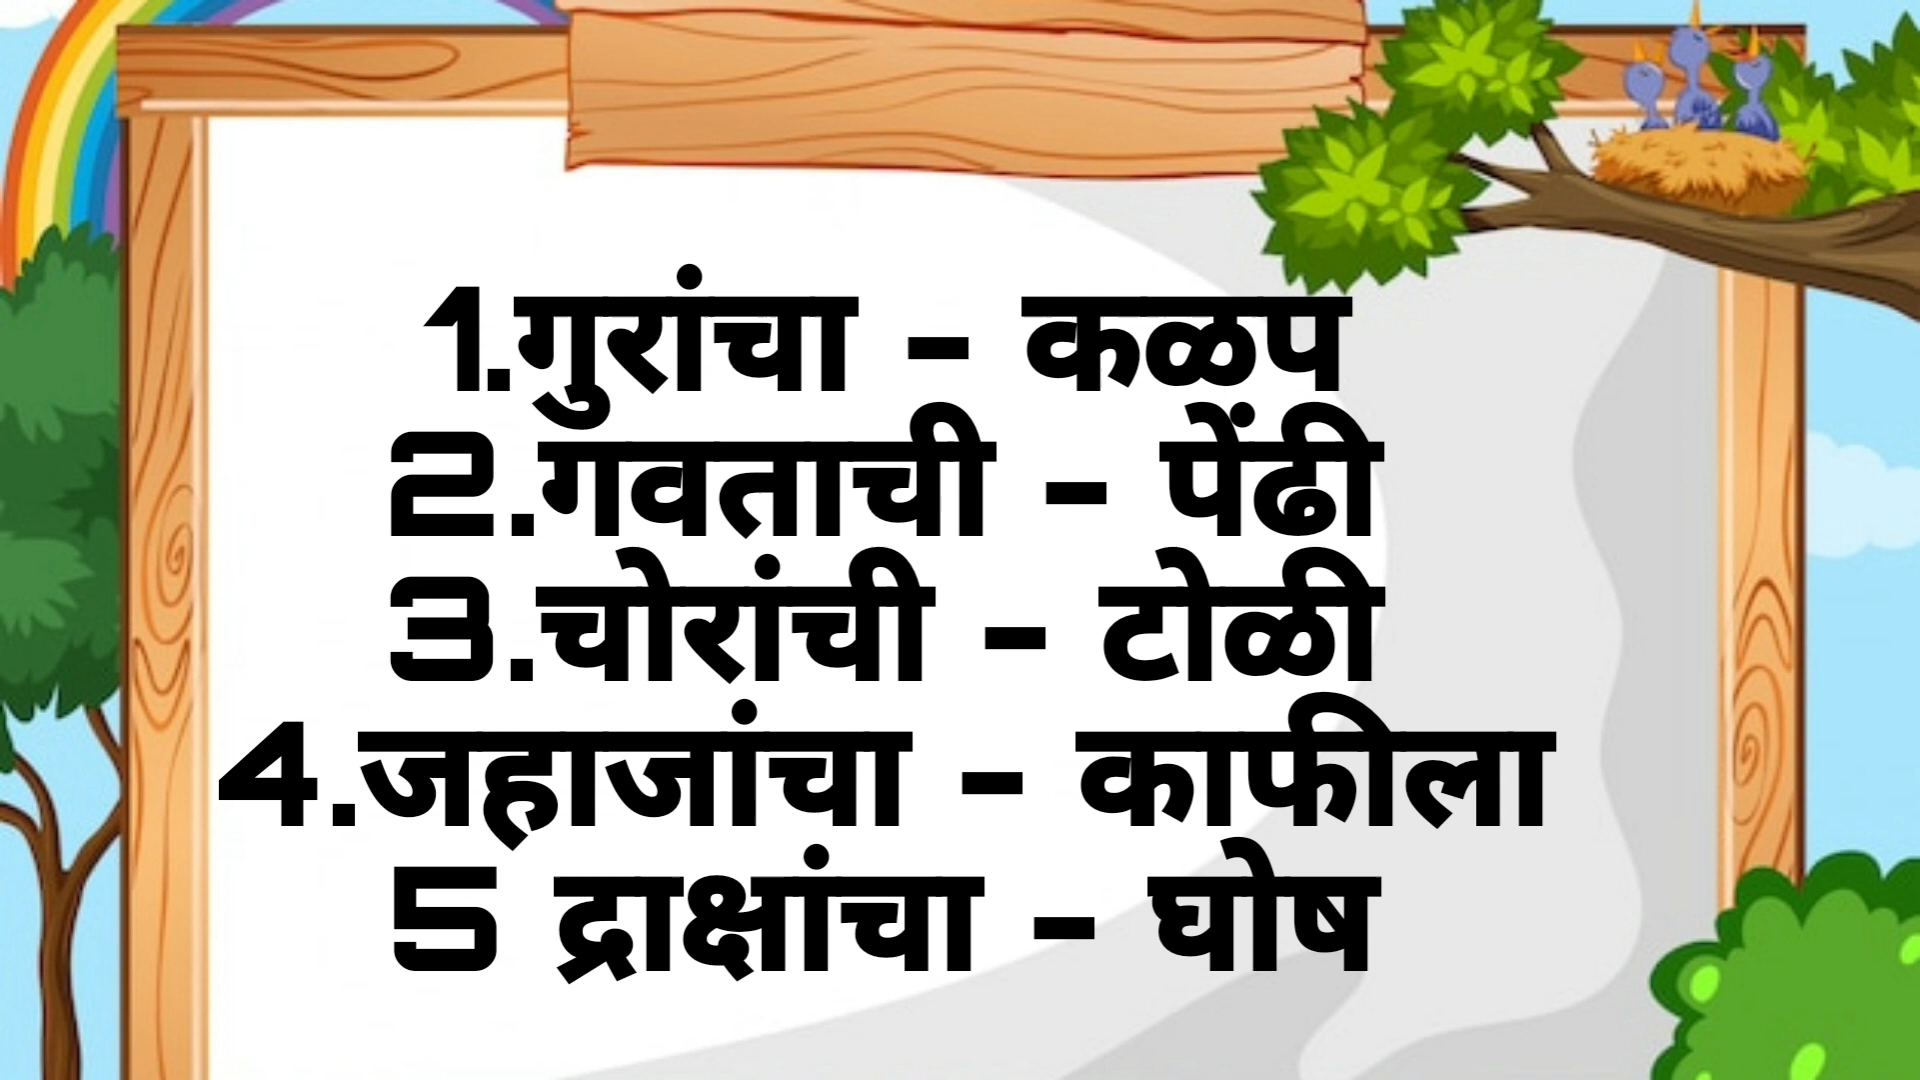 1.गुरांचा - कळप
2.गवताची - पेंढी
3.चोरांची - टोळी
4.जहाजांचा - काफीला
5 द्राक्षांचा - घोष